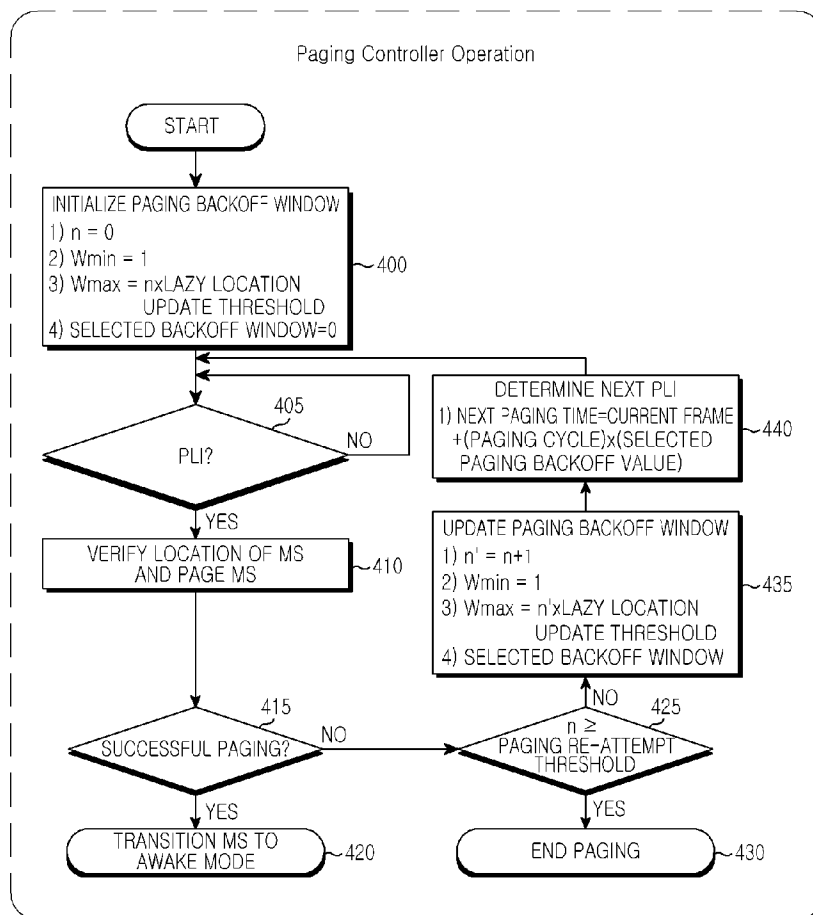 Paging Controller Operation
START
INITIALIZE PAGING BACKOFF WINDOW
1) n = 0
2) Wmin = 1
3) Wmax = nxLAZY LOCATION
UPDATE THRESHOLD
4) SELECTED BACKOFF WINDOW=0
400
405
PLI?
NO
YES
VERIFY LOCATION OF MS
AND PAGE MS
410
415
SUCCESSFUL PAGING?
NO
YES
TRANSITION MS TO
AWAKE MODE
420
DETERMINE NEXT PLI
1) NEXT PAGING TIME=CURRENT FRAME
+(PAGING CYCLE)x(SELECTED
PAGING BACKOFF VALUE)
440
UPDATE PAGING BACKOFF WINDOW
1) n' = n+1
2) Wmin = 1
3) Wmax = n'xLAZY LOCATION
UPDATE THRESHOLD
4) SELECTED BACKOFF WINDOW
435
NO
425
n ≥
PAGING RE-ATTEMPT
THRESHOLD
YES
END PAGING
430